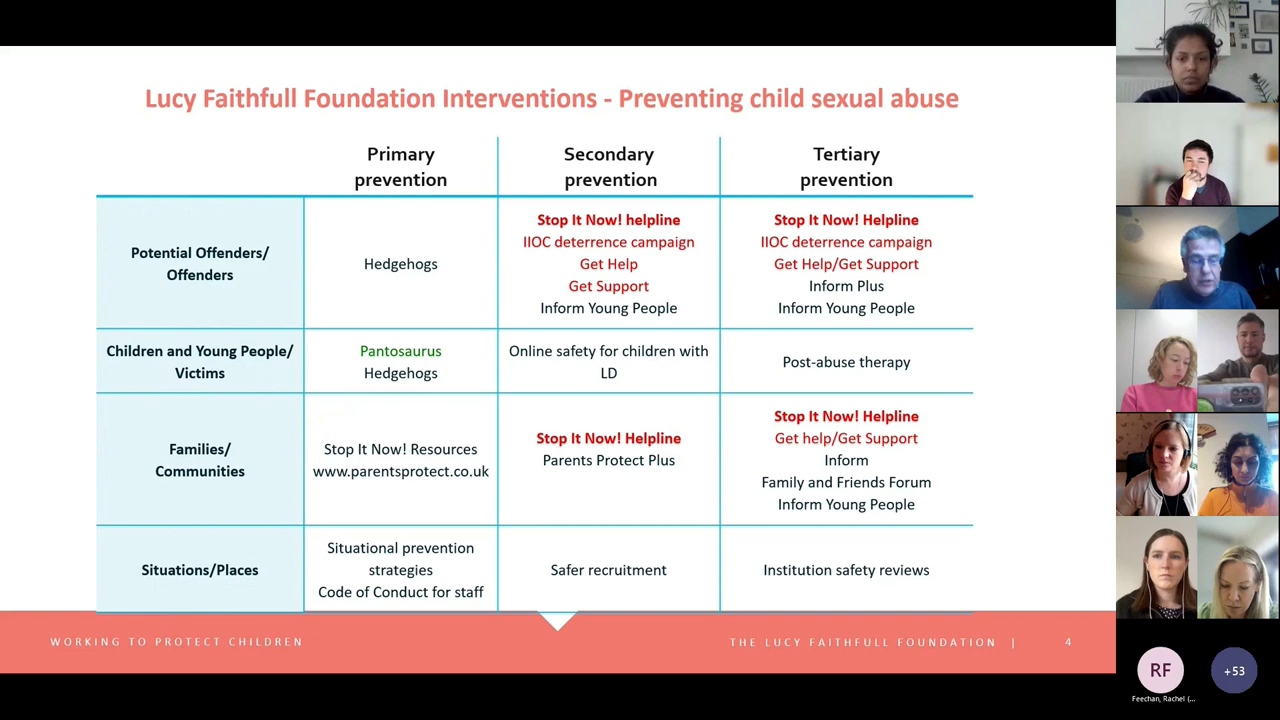 Lucy Faithfull Foundation Interventions - Preventing child sexual abuse
Primary
prevention
Secondary
prevention
Tertiary
prevention
Potential Offenders/
Offenders
Hedgehogs
Stop It Now! helpline
IIOC deterrence campaign
Get Help
Get Support
Inform Young People
Stop It Now! Helpline
IIOC deterrence campaign
Get Help/Get Support
Inform Plus
Inform Young People
Children and Young People/
Victims
Pantosaurus
Hedgehogs
Online safety for children with
LD
Post-abuse therapy
Families/
Communities
Stop It Now! Resources
www.parentsprotect.co.uk
Stop It Now! Helpline
Parents Protect Plus
Stop It Now! Helpline
Get help/Get Support
Inform
Family and Friends Forum
Inform Young People
Situations/Places
Situational prevention
strategies
Code of Conduct for staff
Safer recruitment
Institution safety reviews
WORKING TO PROTECT CHILDREN
THE LUCY FAITHFULL FOUNDATION |
4
RF
+53
Feechan, Rachel (...